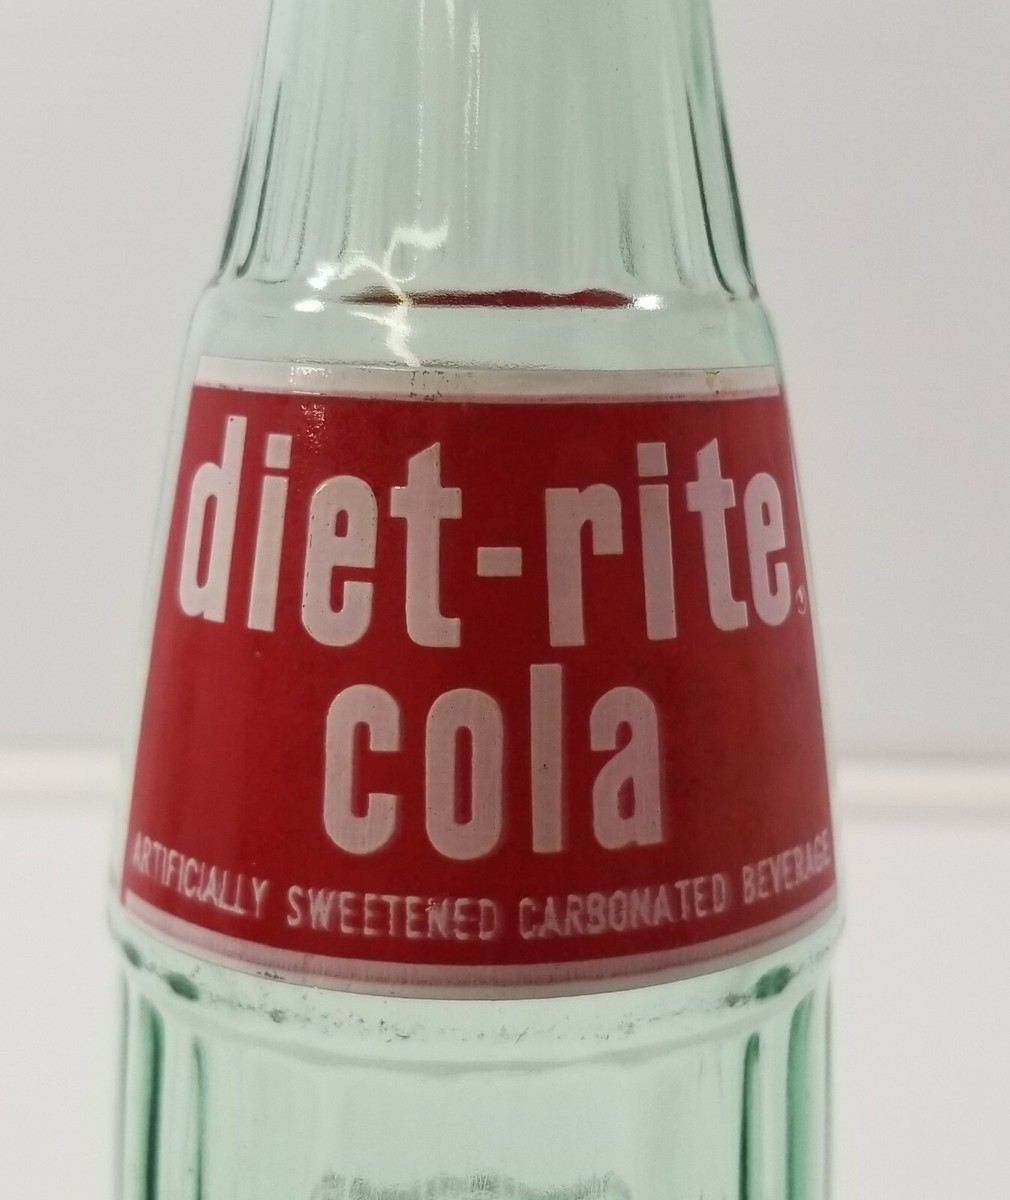 diet-rite®
cola
ARTIFICIALLY SWEETENED CARBONATED BEVERAGE